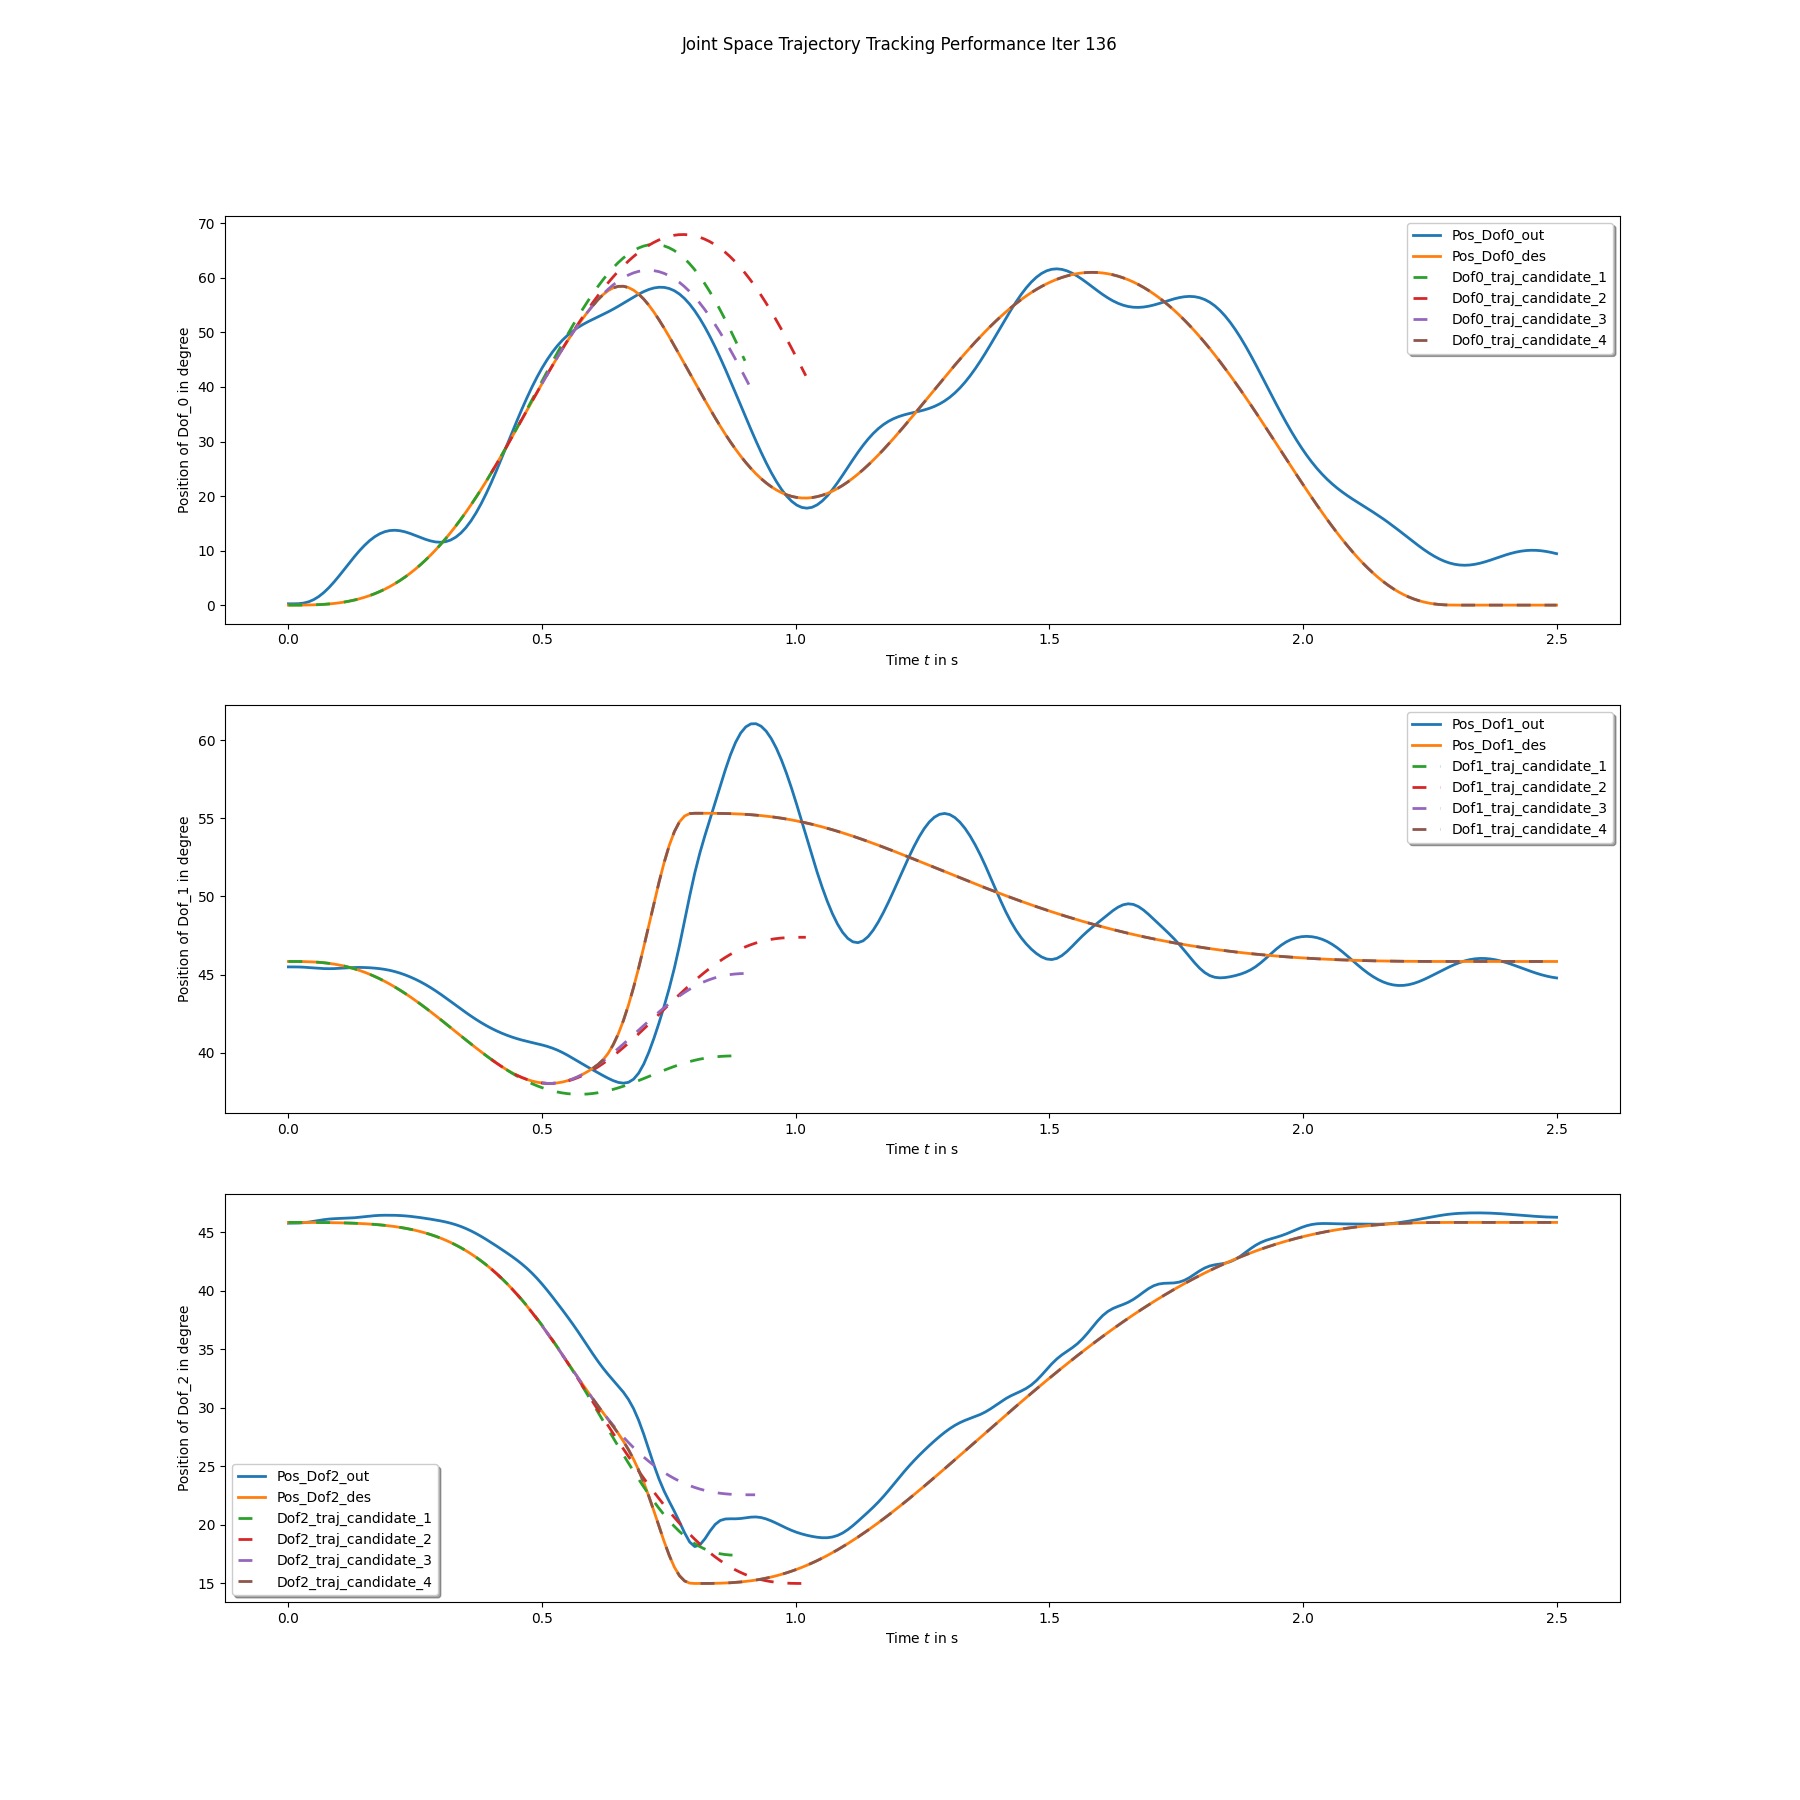 Joint Space Trajectory Tracking Performance Iter 136
70
60
50
40
30
20
10
0
Position of Dof_0 in degree
Pos_Dof0_out
Pos_Dof0_des
Dof0_traj_candidate_1
Dof0_traj_candidate_2
Dof0_traj_candidate_3
Dof0_traj_candidate_4
0.0 0.5 1.0 1.5 2.0 2.5
Time t in s
60
55
50
45
40
Position of Dof_1 in degree
Pos_Dof1_out
Pos_Dof1_des
Dof1_traj_candidate_1
Dof1_traj_candidate_2
Dof1_traj_candidate_3
Dof1_traj_candidate_4
0.0 0.5 1.0 1.5 2.0 2.5
Time t in s
45
40
35
30
25
20
15
Position of Dof_2 in degree
Pos_Dof2_out
Pos_Dof2_des
Dof2_traj_candidate_1
Dof2_traj_candidate_2
Dof2_traj_candidate_3
Dof2_traj_candidate_4
0.0 0.5 1.0 1.5 2.0 2.5
Time t in s